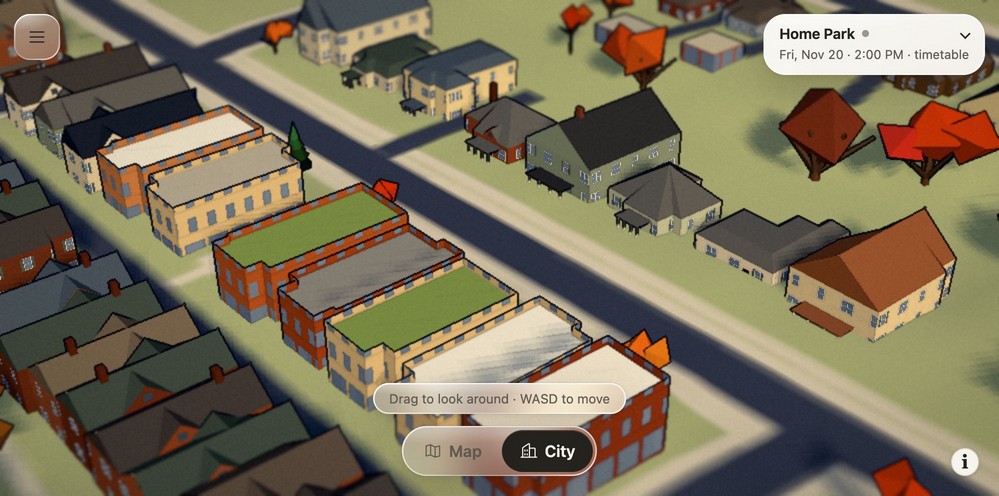 Home Park
Fri, Nov 20 · 2:00 PM · timetable
Drag to look around · WASD to move
Map
City
i